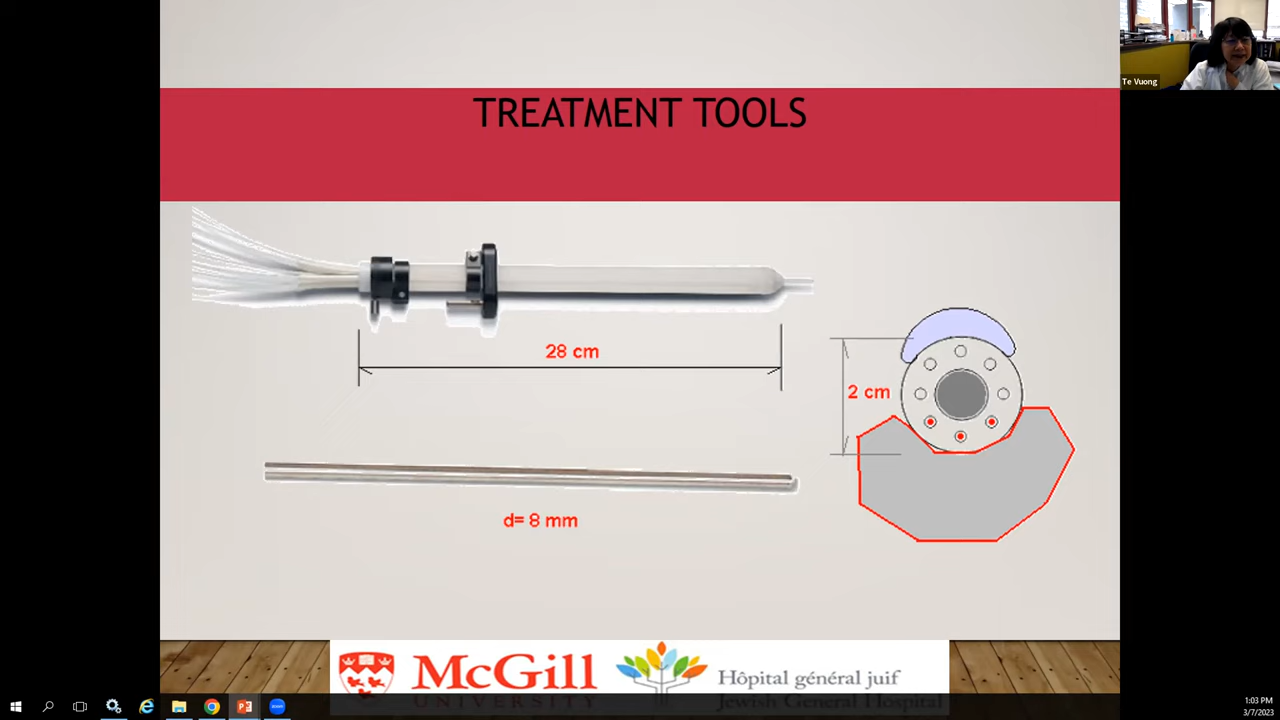 Te Vuong
TREATMENT TOOLS
28 cm
2 cm
d= 8 mm
McGill
UNIVERSITY
Hôpital général juif
Jewish General Hospital
1:03 PM
3/7/2023